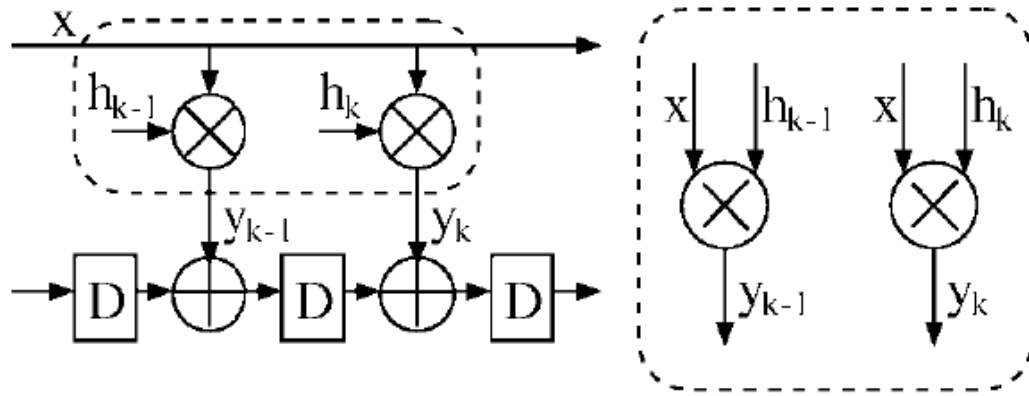 x
h_{k-1} h_k
y_{k-1} y_k
D D D
x h_{k-1} x h_k
y_{k-1} y_k